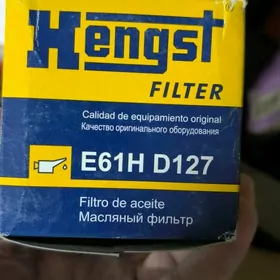 Hengst
FILTER
Calidad de equipamiento original
Качество оригинального оборудования
E61H D127
Filtro de aceite
Масляный фильтр